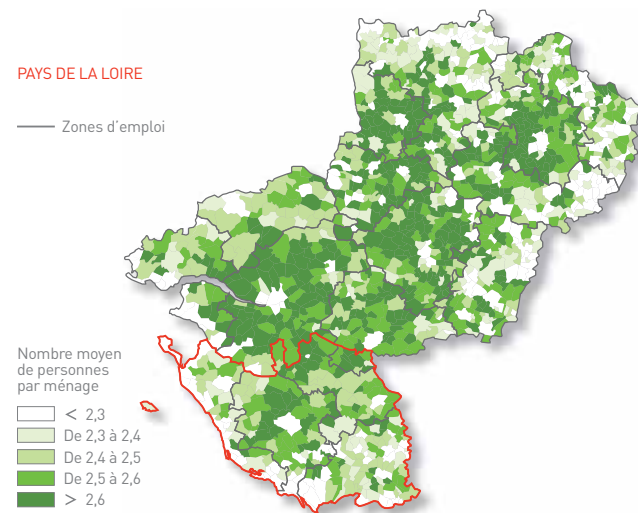 PAYS DE LA LOIRE
Zones d'emploi
Nombre moyen
de personnes
par ménage
< 2,3
De 2,3 à 2,4
De 2,4 à 2,5
De 2,5 à 2,6
> 2,6